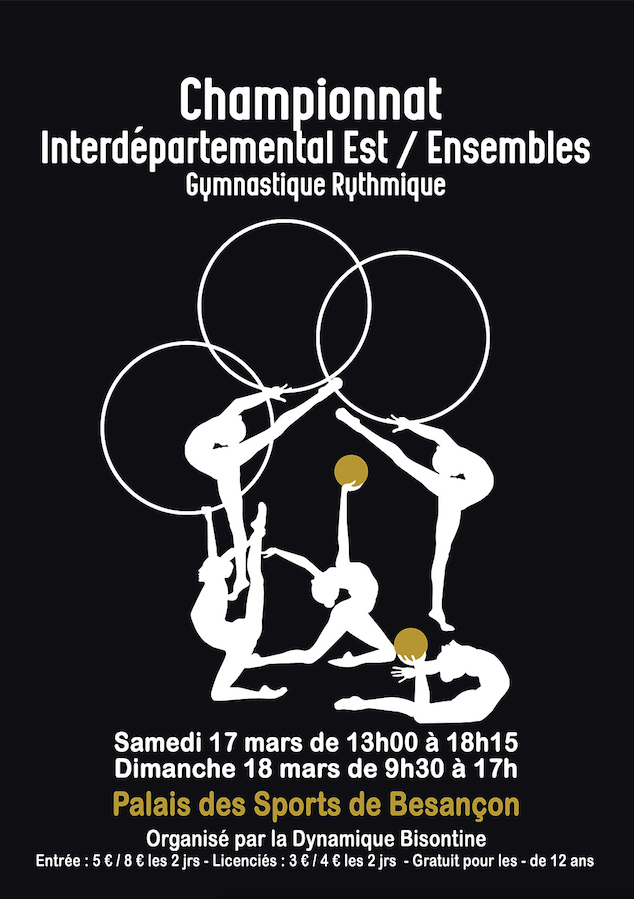 Championnat
Interdépartemental Est / Ensembles
Gymnastique Rythmique
Samedi 17 mars de 13h00 à 18h15
Dimanche 18 mars de 9h30 à 17h
Palais des Sports de Besançon
Organisé par la Dynamique Bisontine
Entrée : 5 € / 8 € les 2 jrs - Licenciés : 3 € / 4 € les 2 jrs - Gratuit pour les - de 12 ans